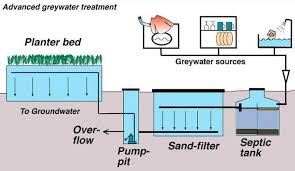 Advanced greywater treatment
Planter bed
Greywater sources
To Groundwater
Over-
flow
Pump-
pit
Sand-filter
Septic
tank